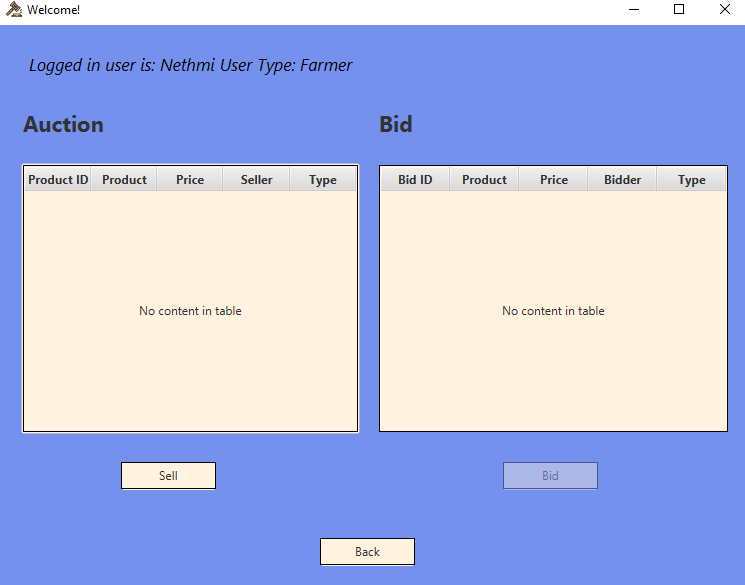 Welcome!
Logged in user is: Nethmi User Type: Farmer
Auction
Bid
Product ID Product Price Seller Type
Bid ID Product Price Bidder Type
No content in table
No content in table
Sell
Bid
Back